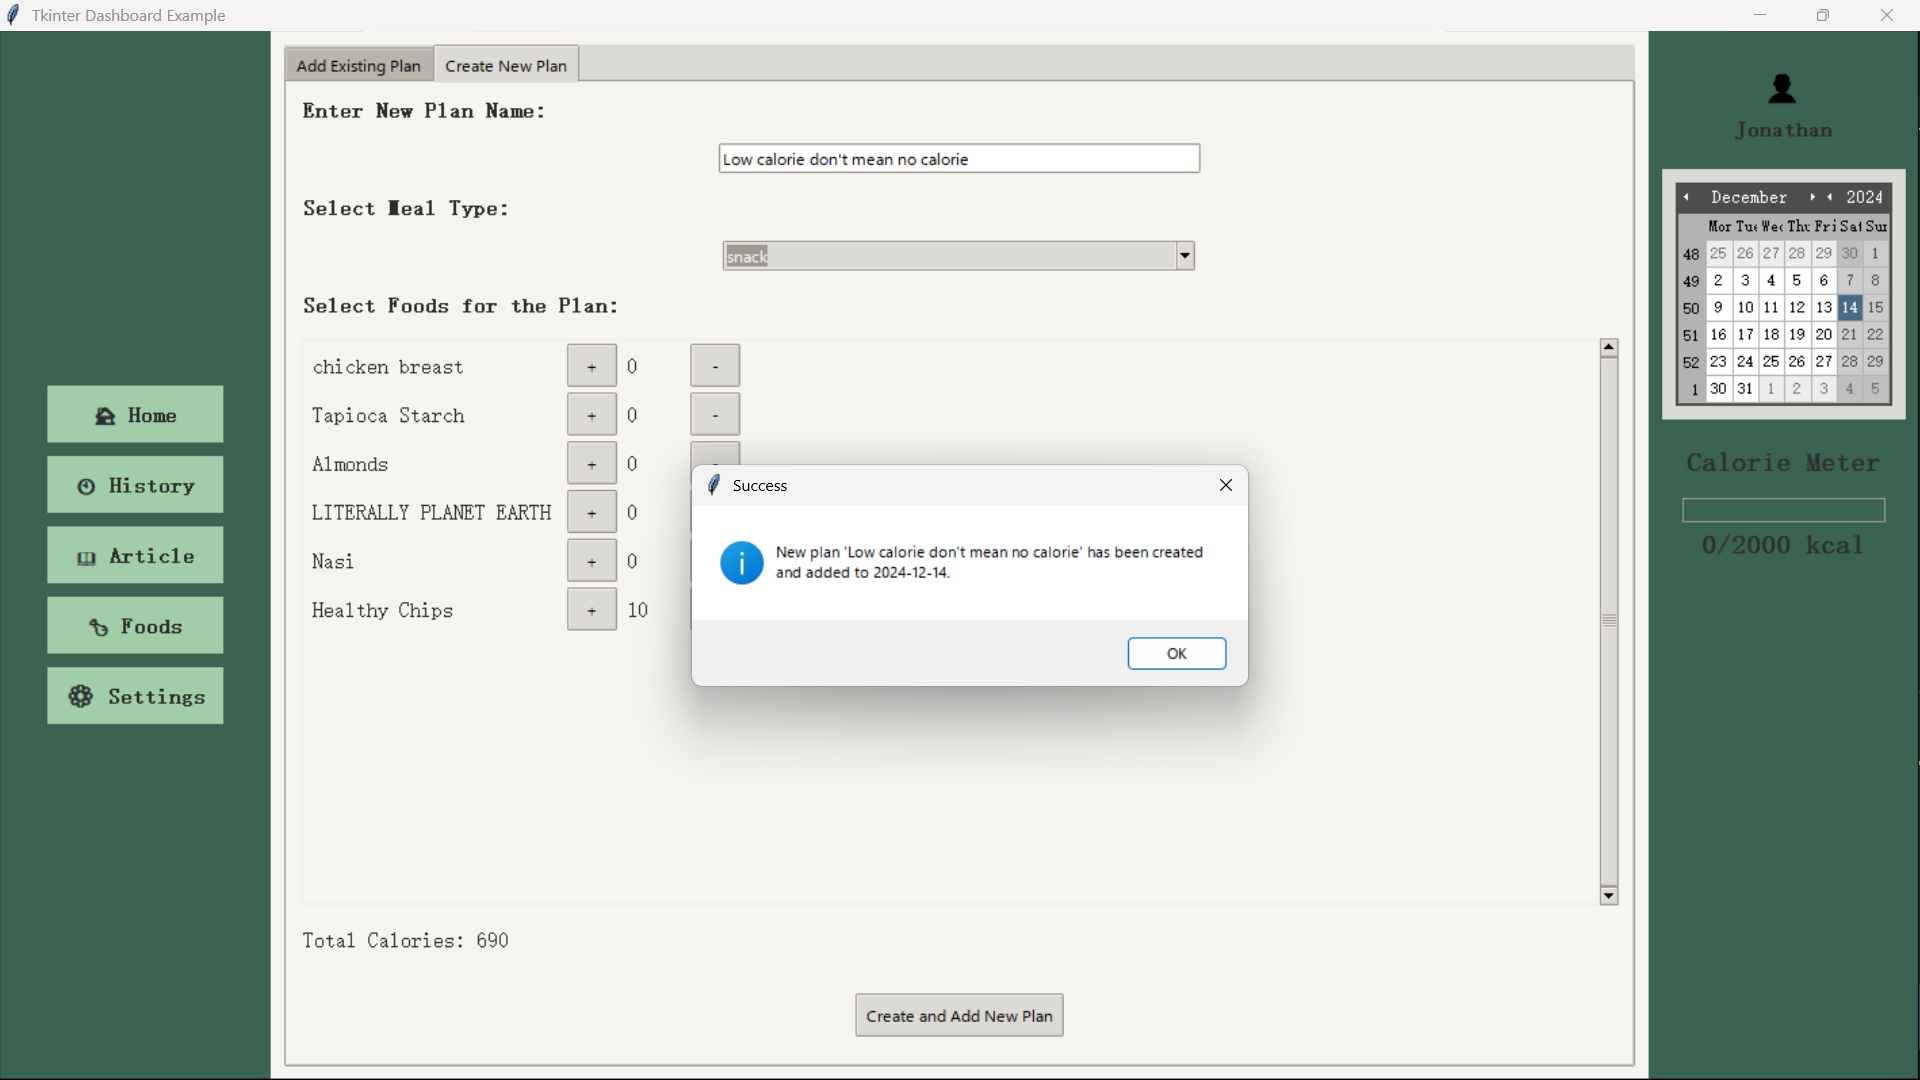 Tkinter Dashboard Example
Add Existing Plan
Create New Plan
Enter New Plan Name:
Low calorie don't mean no calorie
Select Meal Type:
snack
Select Foods for the Plan:
chicken breast + 0 -
Tapioca Starch + 0 -
Almonds + 0 -
LITERALLY PLANET EARTH + 0
Nasi + 0
Healthy Chips + 10
Total Calories: 690
Create and Add New Plan
Home
History
Article
Foods
Settings
Success
New plan 'Low calorie don't mean no calorie' has been created
and added to 2024-12-14.
OK
Jonathan
December 2024
Mon Tue Wed Thu Fri Sat Sun
48 25 26 27 28 29 30 1
49 2 3 4 5 6 7 8
50 9 10 11 12 13 14 15
51 16 17 18 19 20 21 22
52 23 24 25 26 27 28 29
1 30 31 1 2 3 4 5
Calorie Meter
0/2000 kcal